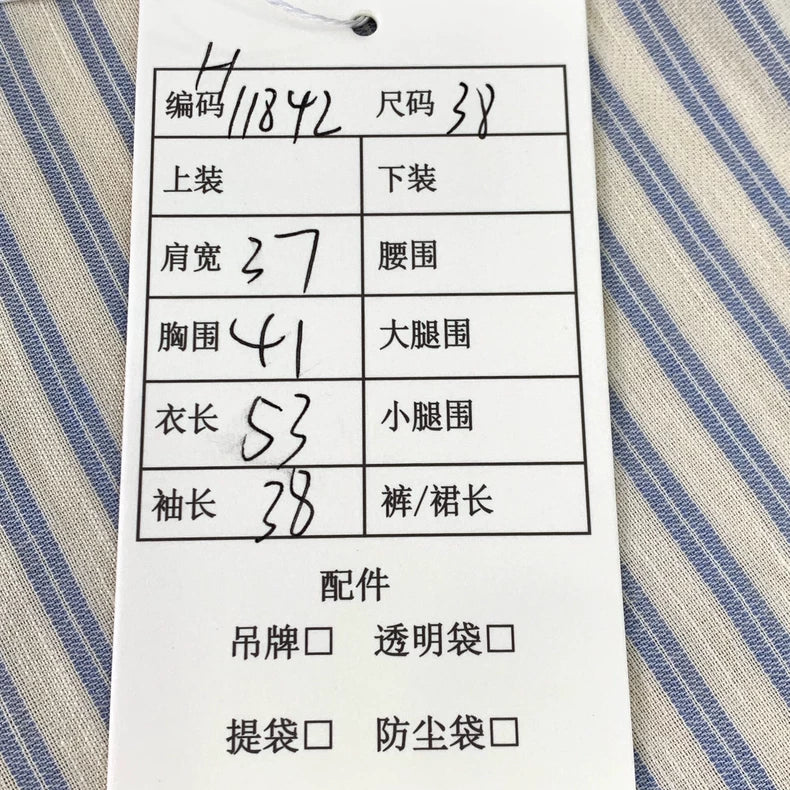 H
编码 11842 尺码 38
上装 下装
肩宽 37 腰围
胸围 41 大腿围
衣长 53 小腿围
袖长 38 裤/裙长
配件
吊牌□ 透明袋□
提袋□ 防尘袋□